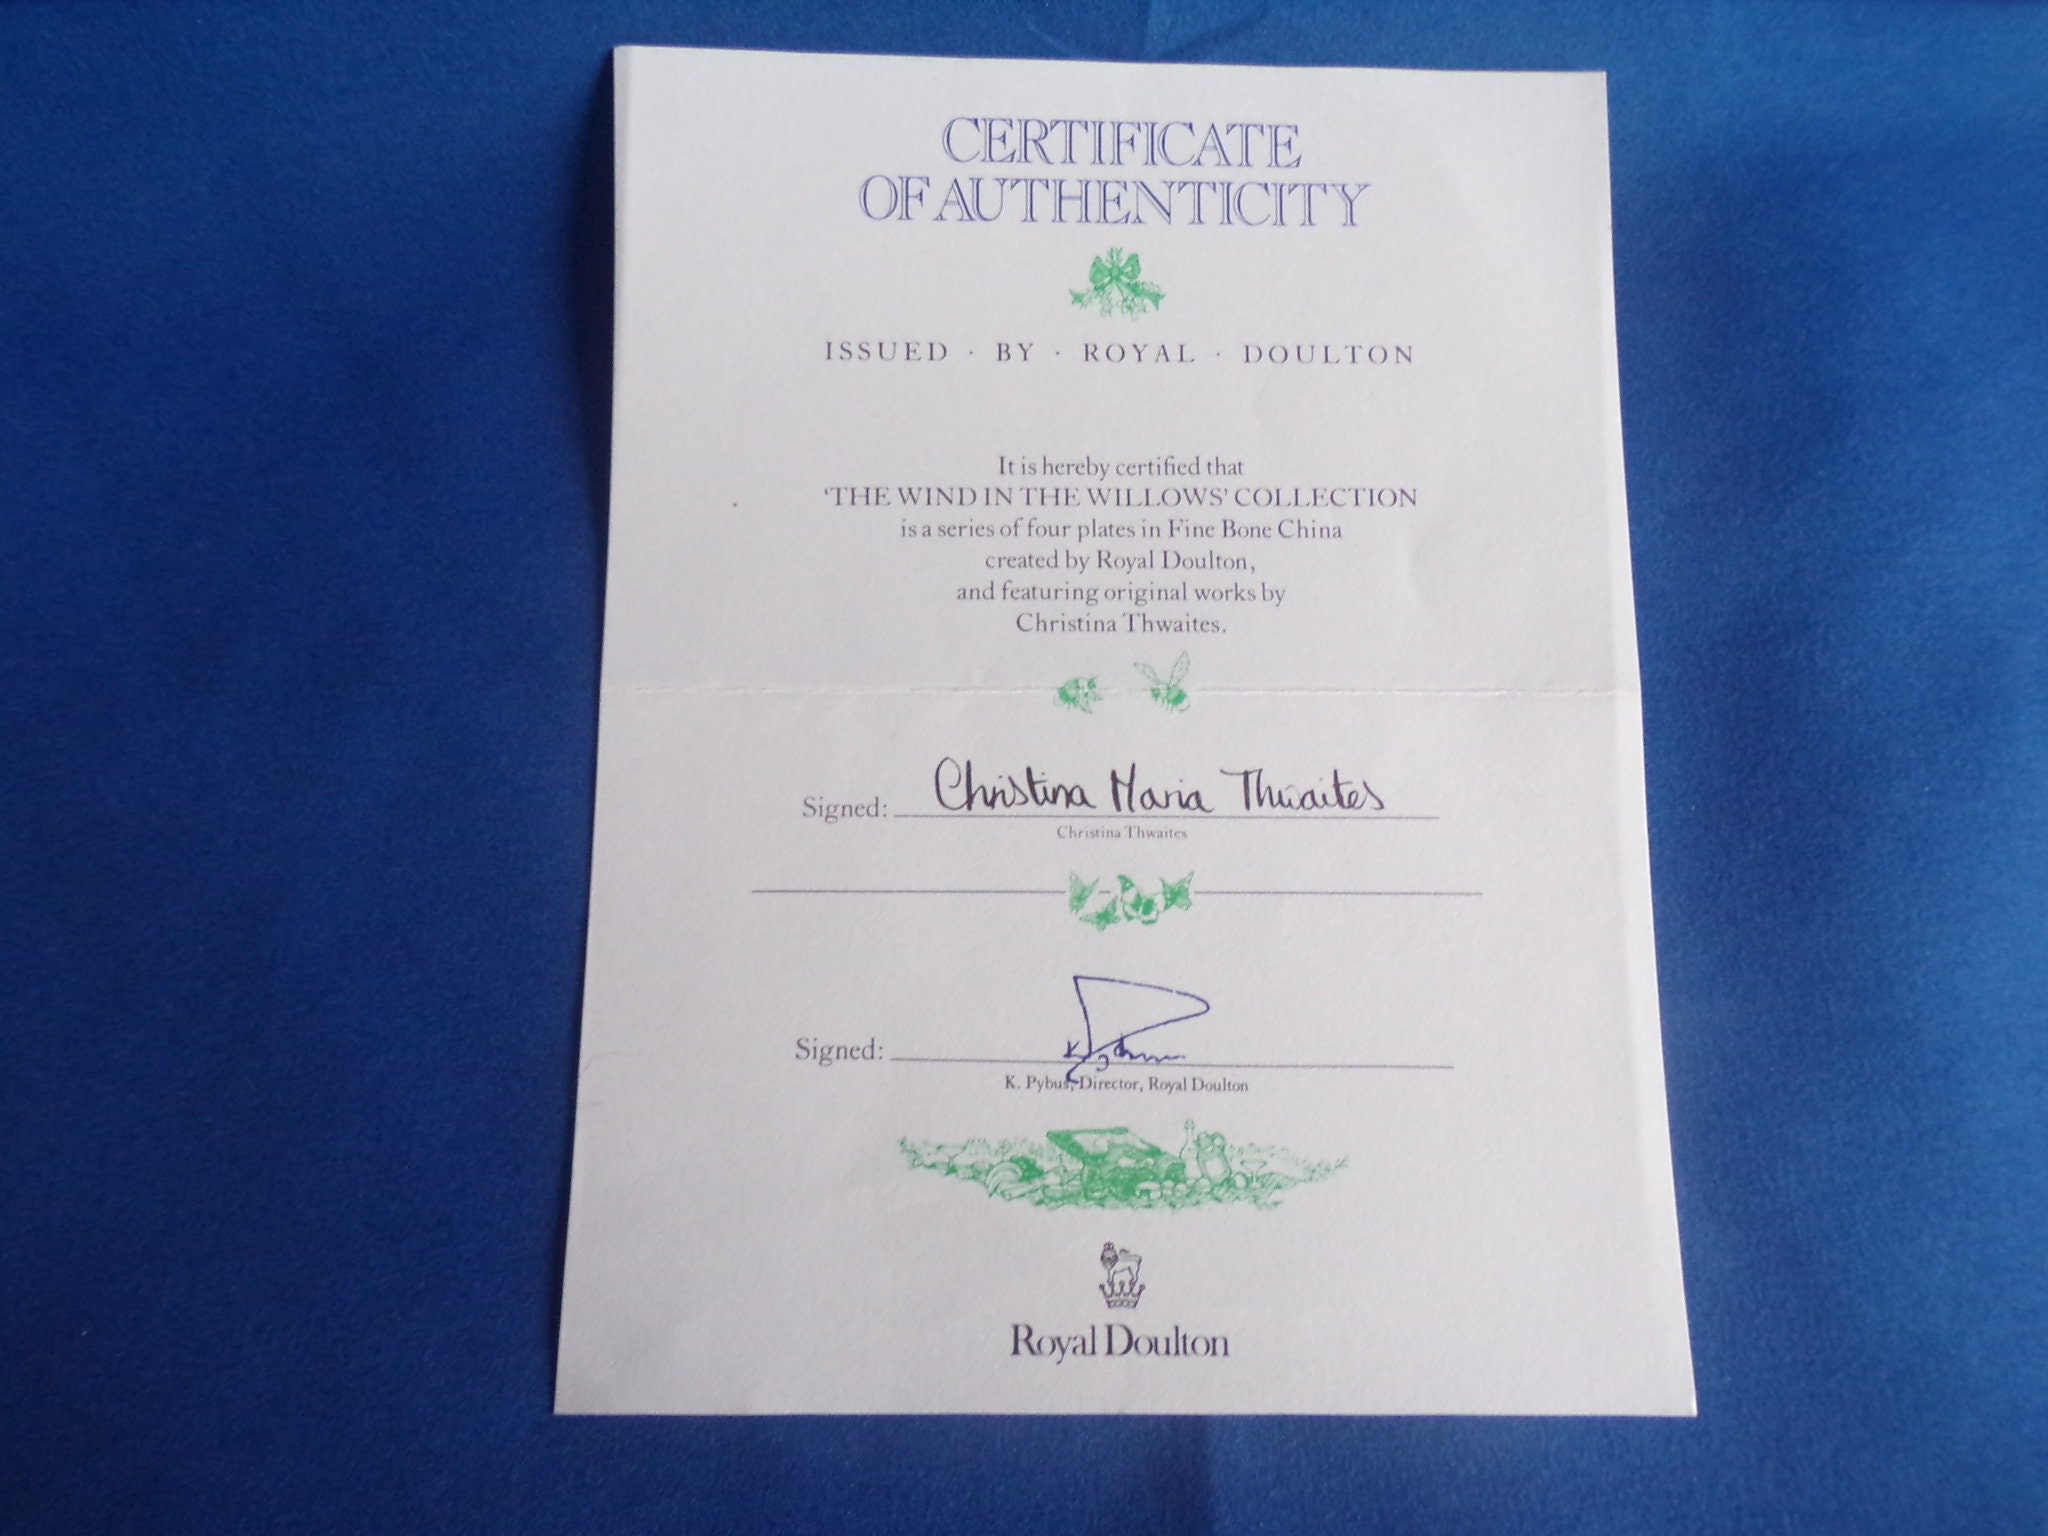 CERTIFICATE
OF AUTHENTICITY
ISSUED · BY · ROYAL · DOULTON
It is hereby certified that
‘THE WIND IN THE WILLOWS’ COLLECTION
is a series of four plates in Fine Bone China
created by Royal Doulton,
and featuring original works by
Christina Thwaites.
Signed: Christina Maria Thwaites
Christina Thwaites
Signed:
K. Pybus, Director, Royal Doulton
Royal Doulton